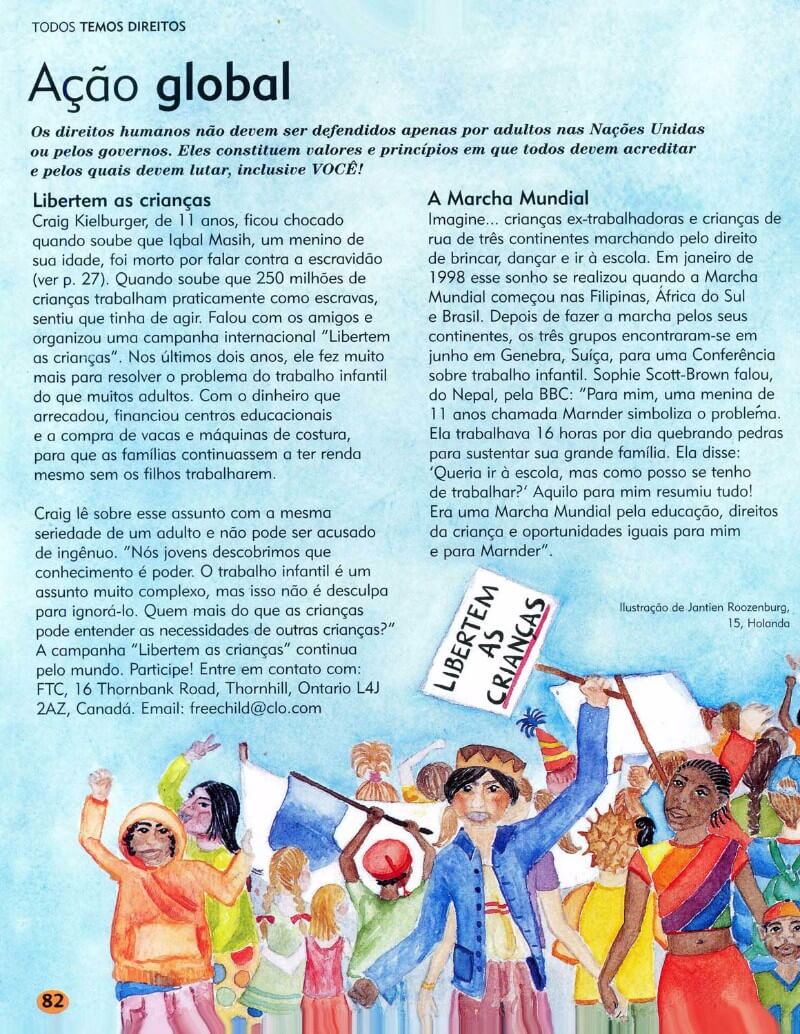 TODOS TEMOS DIREITOS
Ação global
Os direitos humanos não devem ser defendidos apenas por adultos nas Nações Unidas
ou pelos governos. Eles constituem valores e princípios em que todos devem acreditar
e pelos quais devem lutar, inclusive VOCÊ!
Libertem as crianças
Craig Kielburger, de 11 anos, ficou chocado
quando soube que Iqbal Masih, um menino de
sua idade, foi morto por falar contra a escravidão
(ver p. 27). Quando soube que 250 milhões de
crianças trabalham praticamente como escravas,
sentiu que tinha de agir. Falou com os amigos e
organizou uma campanha internacional "Libertem
as crianças". Nos últimos dois anos, ele fez muito
mais para resolver o problema do trabalho infantil
do que muitos adultos. Com o dinheiro que
arrecadou, financiou centros educacionais
e a compra de vacas e máquinas de costura,
para que as famílias continuassem a ter renda
mesmo sem os filhos trabalharem.
Craig lê sobre esse assunto com a mesma
seriedade de um adulto e não pode ser acusado
de ingênuo. "Nós jovens descobrimos que
conhecimento é poder. O trabalho infantil é um
assunto muito complexo, mas isso não é desculpa
para ignorá-lo. Quem mais do que as crianças
pode entender as necessidades de outras crianças?"
A campanha "Libertem as crianças" continua
pelo mundo. Participe! Entre em contato com:
FTC, 16 Thornbank Road, Thornhill, Ontario L4J
2AZ, Canadá. Email: freechild@clo.com
A Marcha Mundial
Imagine... crianças ex-trabalhadoras e crianças de
rua de três continentes marchando pelo direito
de brincar, dançar e ir à escola. Em janeiro de
1998 esse sonho se realizou quando a Marcha
Mundial começou nas Filipinas, África do Sul
e Brasil. Depois de fazer a marcha pelos seus
continentes, os três grupos encontraram-se em
junho em Genebra, Suíça, para uma Conferência
sobre trabalho infantil. Sophie Scott-Brown falou,
do Nepal, pela BBC: "Para mim, uma menina de
11 anos chamada Marnder simboliza o problema.
Ela trabalhava 16 horas por dia quebrando pedras
para sustentar sua grande família. Ela disse:
'Queria ir à escola, mas como posso se tenho
de trabalhar?' Aquilo para mim resumiu tudo!
Era uma Marcha Mundial pela educação, direitos
da criança e oportunidades iguais para mim
e para Marnder".
Ilustração de Jantien Roozenburg,
15, Holanda
LIBERTEM
AS
CRIANÇAS
82